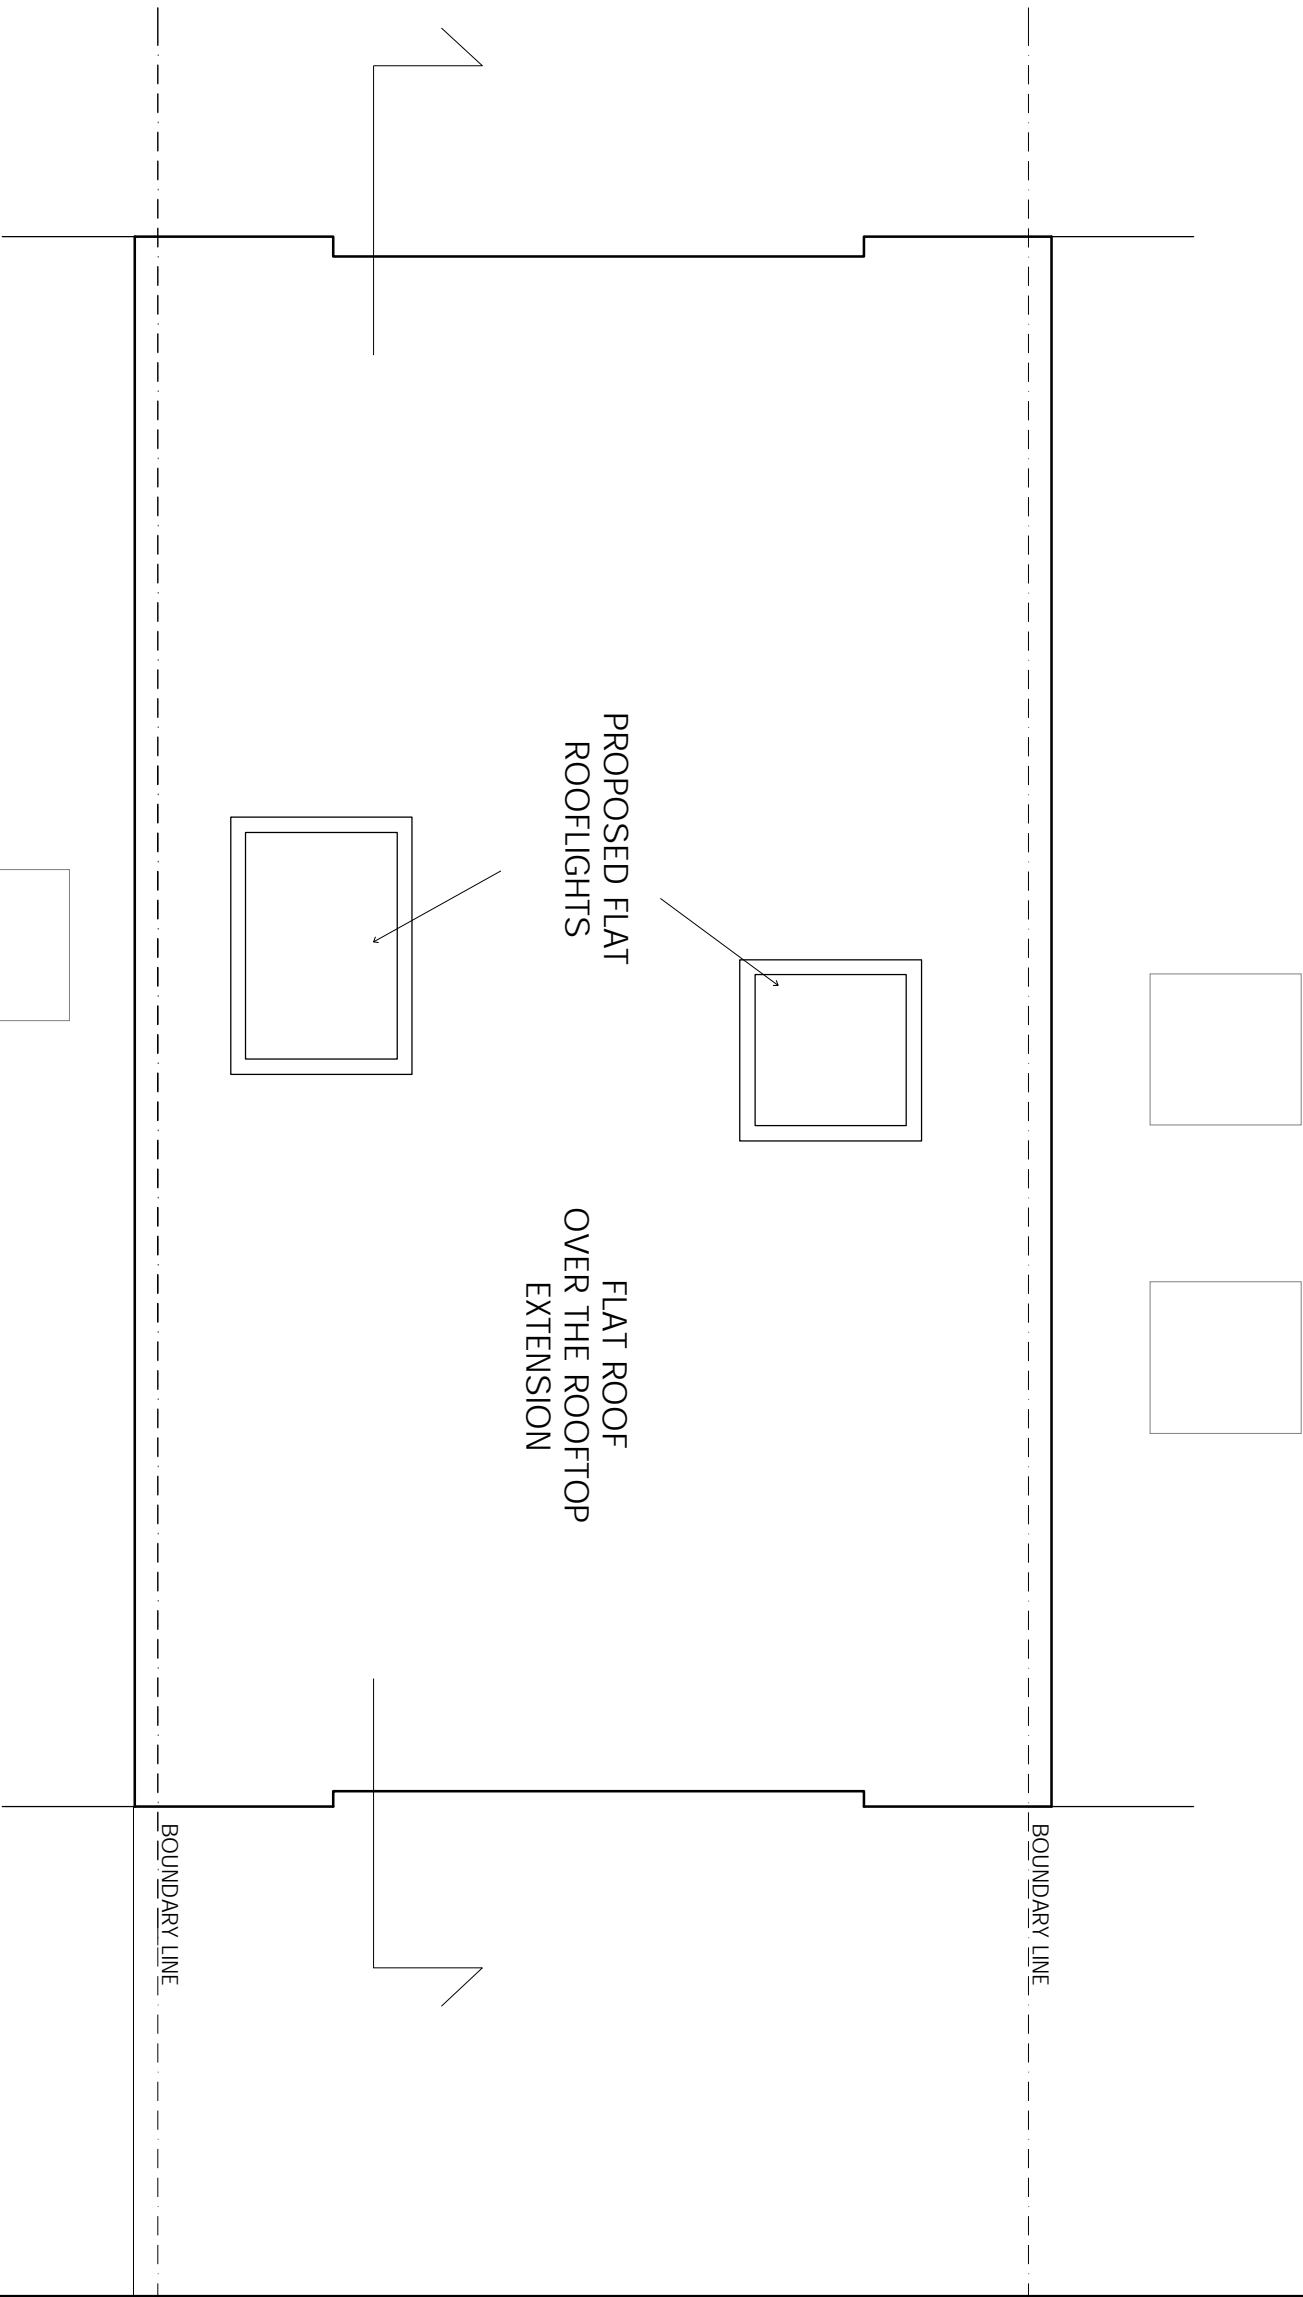 PROPOSED FLAT
ROOFLIGHTS
FLAT ROOF
OVER THE ROOFTOP
EXTENSION
BOUNDARY LINE
BOUNDARY LINE